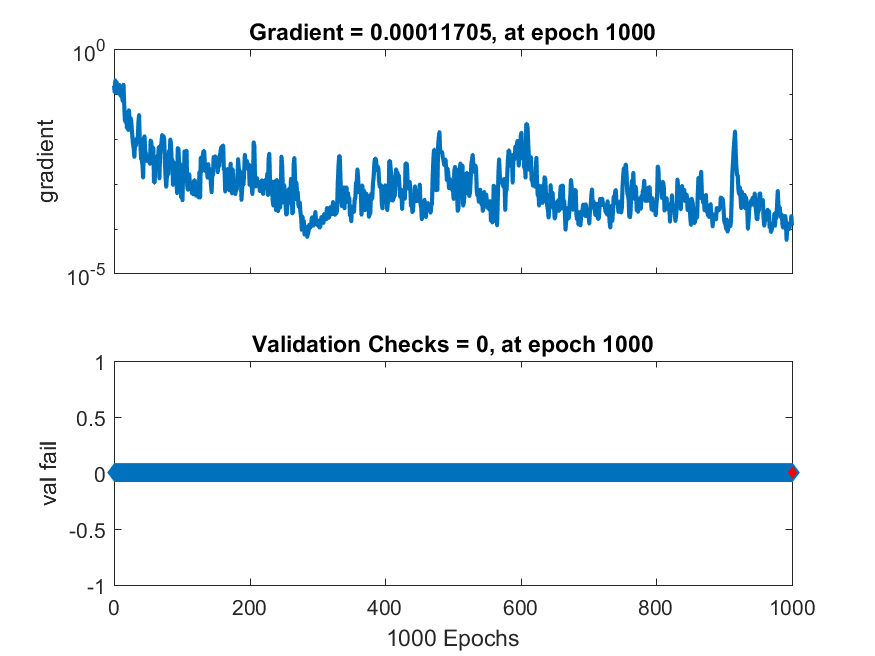 Gradient = 0.00011705, at epoch 1000
10^0
gradient
10^-5
Validation Checks = 0, at epoch 1000
1
0.5
val fail
0
-0.5
-1
0 200 400 600 800 1000
1000 Epochs